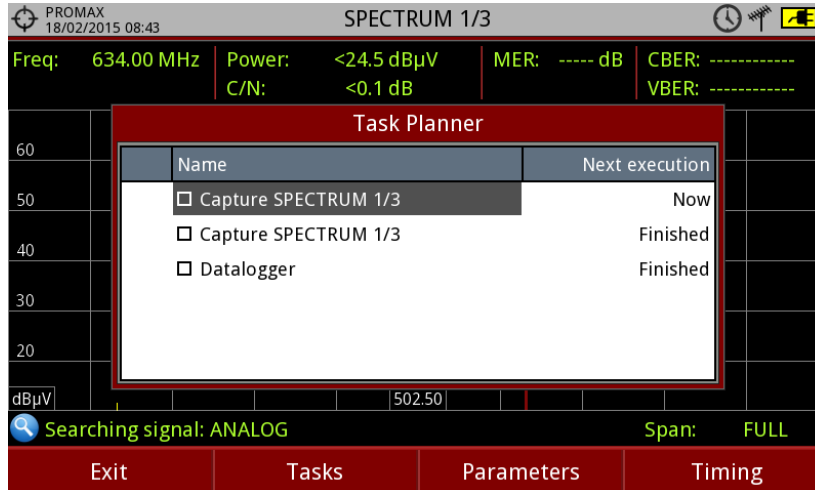 PROMAX
18/02/2015 08:43
SPECTRUM 1/3
Freq: 634.00 MHz
Power: <24.5 dBµV
MER: ----- dB
CBER: ------------
C/N: <0.1 dB
VBER: ------------
Task Planner
Name Next execution
Capture SPECTRUM 1/3 Now
Capture SPECTRUM 1/3 Finished
Datalogger Finished
60
50
40
30
20
dBµV
502.50
Searching signal: ANALOG
Span: FULL
Exit Tasks Parameters Timing